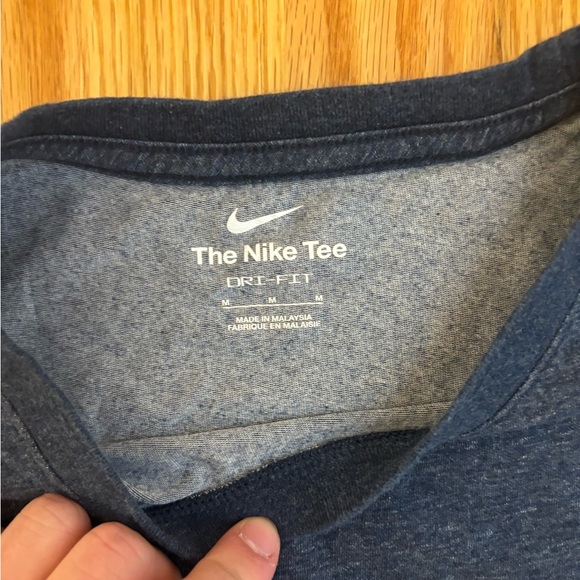 The Nike Tee
DRI-FIT
M M M
MADE IN MALAYSIA
FABRIQUE EN MALAISIE